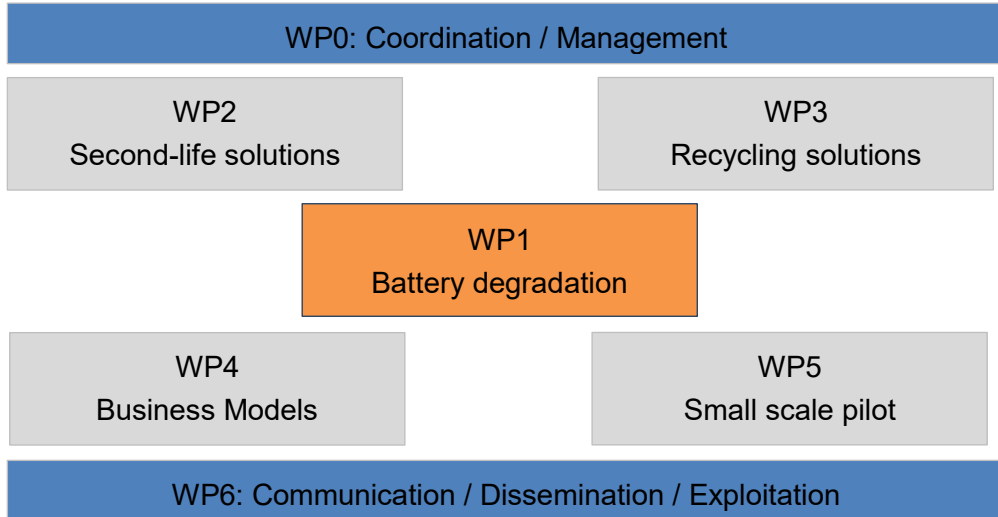 WP0: Coordination / Management
WP2
Second-life solutions
WP3
Recycling solutions
WP1
Battery degradation
WP4
Business Models
WP5
Small scale pilot
WP6: Communication / Dissemination / Exploitation